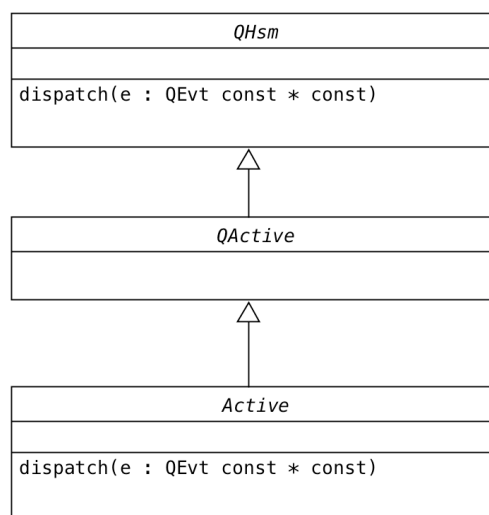 QHsm
dispatch(e : QEvt const * const)
QActive
Active
dispatch(e : QEvt const * const)